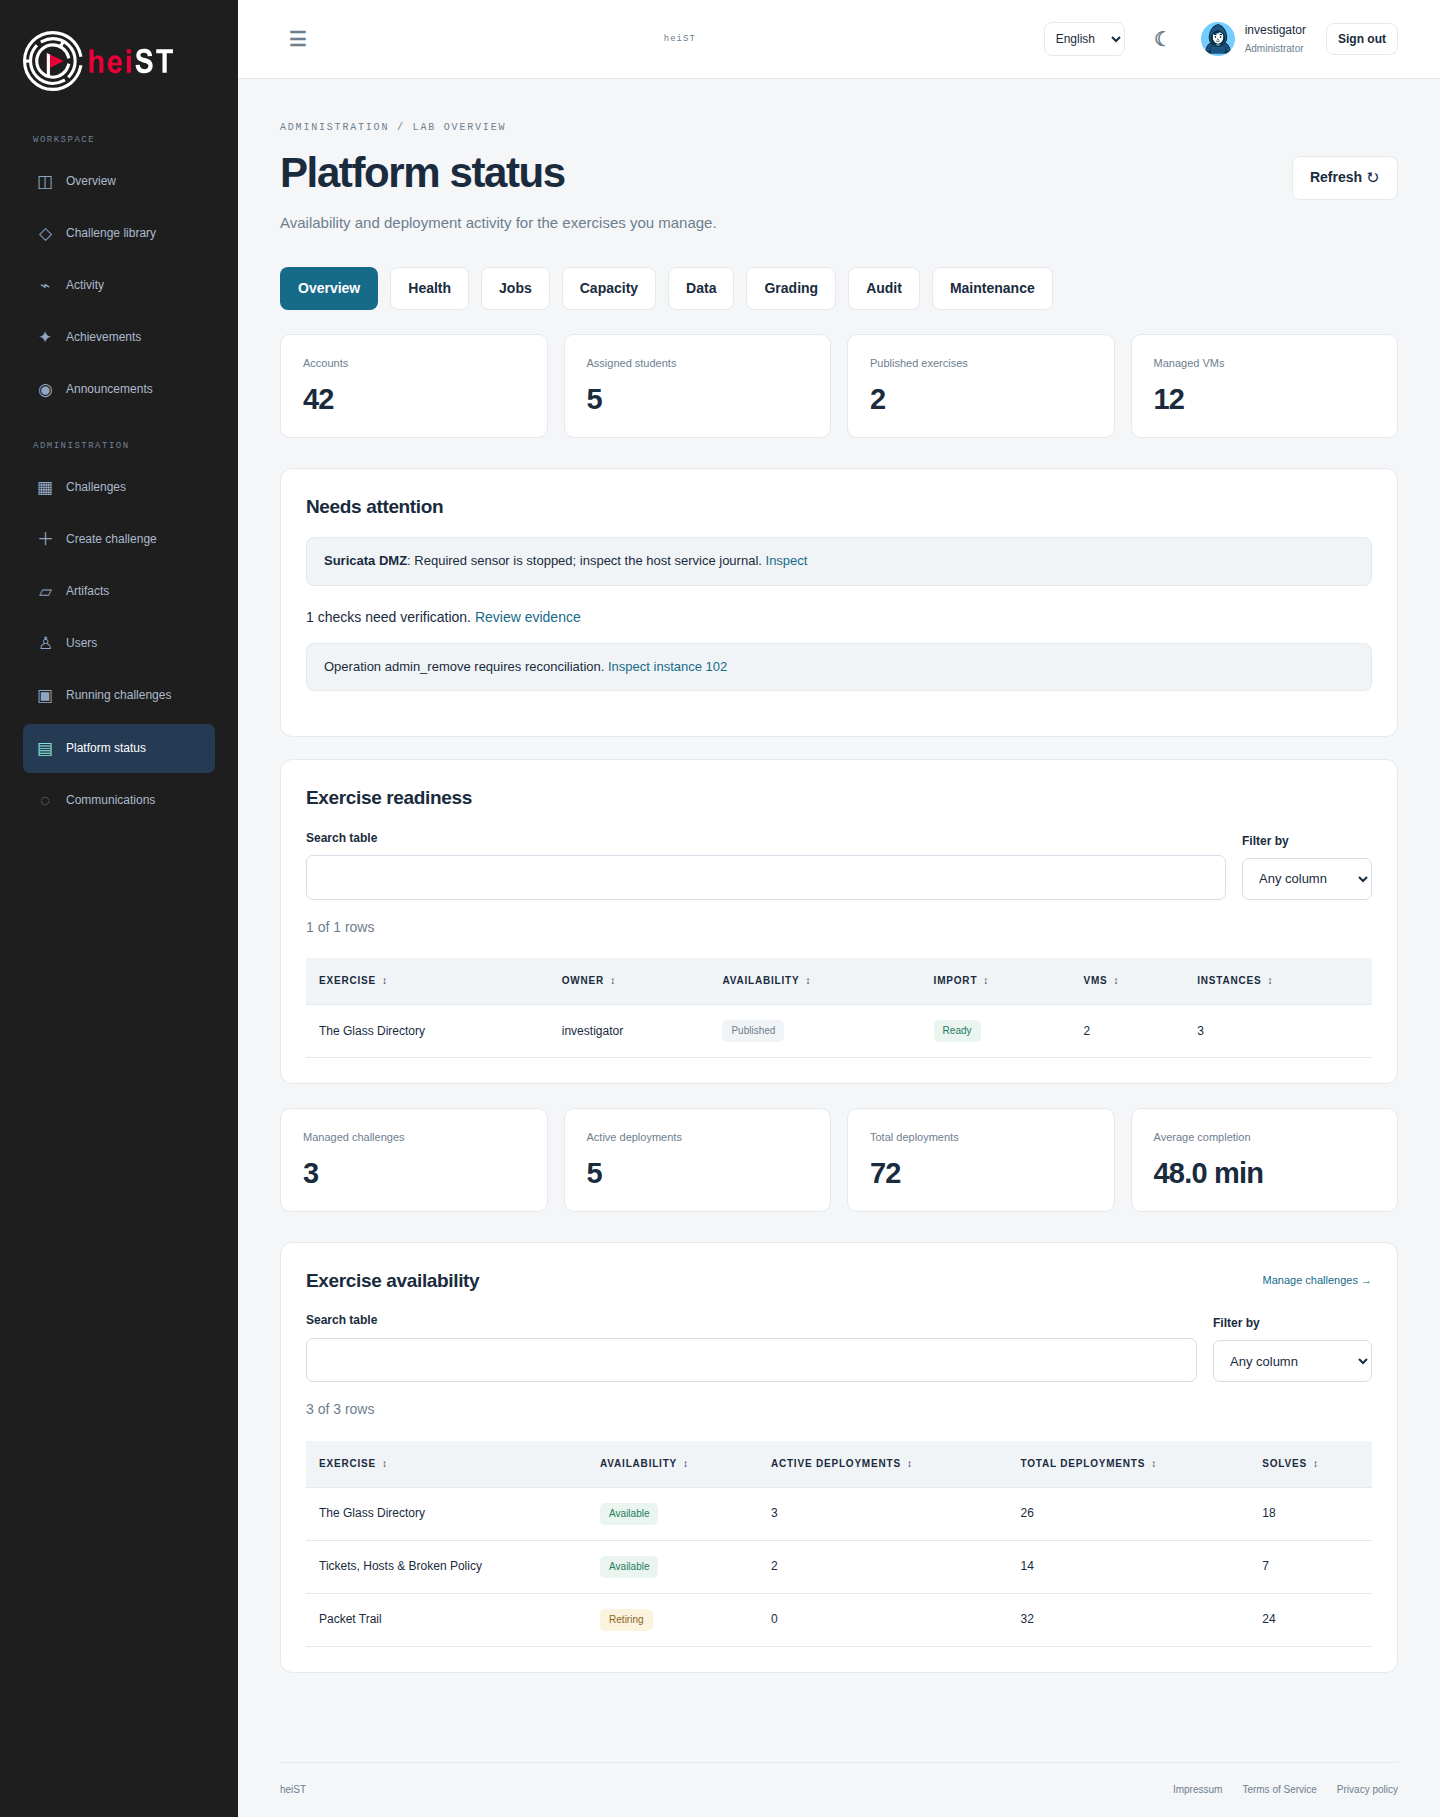 heiST
WORKSPACE
Overview
Challenge library
Activity
Achievements
Announcements
ADMINISTRATION
Challenges
Create challenge
Artifacts
Users
Running challenges
Platform status
Communications
heiST
English
investigator
Administrator
Sign out
ADMINISTRATION / LAB OVERVIEW
Platform status
Refresh ↻
Availability and deployment activity for the exercises you manage.
Overview Health Jobs Capacity Data Grading Audit Maintenance
Accounts
42
Assigned students
5
Published exercises
2
Managed VMs
12
Needs attention
Suricata DMZ: Required sensor is stopped; inspect the host service journal. Inspect
1 checks need verification. Review evidence
Operation admin_remove requires reconciliation. Inspect instance 102
Exercise readiness
Search table
Filter by
Any column
1 of 1 rows
EXERCISE ↕ OWNER ↕ AVAILABILITY ↕ IMPORT ↕ VMS ↕ INSTANCES ↕
The Glass Directory investigator Published Ready 2 3
Managed challenges
3
Active deployments
5
Total deployments
72
Average completion
48.0 min
Exercise availability
Manage challenges →
Search table
Filter by
Any column
3 of 3 rows
EXERCISE ↕ AVAILABILITY ↕ ACTIVE DEPLOYMENTS ↕ TOTAL DEPLOYMENTS ↕ SOLVES ↕
The Glass Directory Available 3 26 18
Tickets, Hosts & Broken Policy Available 2 14 7
Packet Trail Retiring 0 32 24
heiST
Impressum Terms of Service Privacy policy